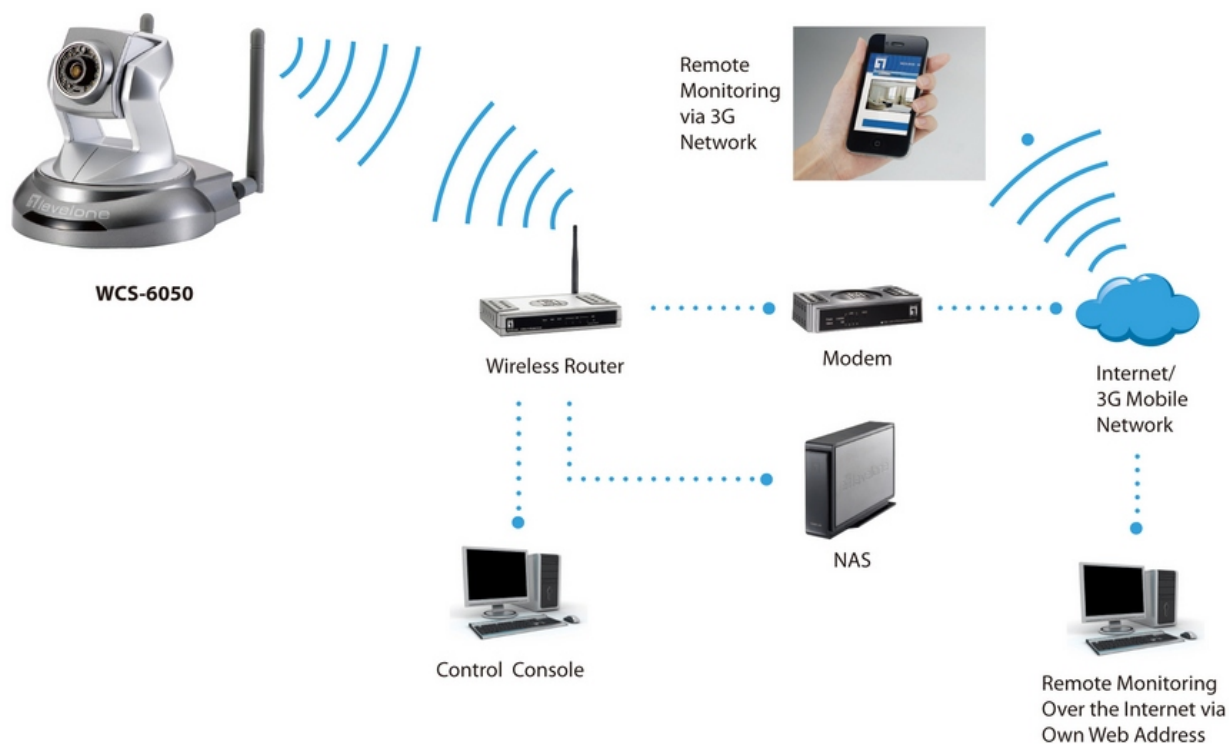 levelone
WCS-6050
Remote
Monitoring
via 3G
Network
Wireless Router
Modem
Internet/
3G Mobile
Network
NAS
Control Console
Remote Monitoring
Over the Internet via
Own Web Address